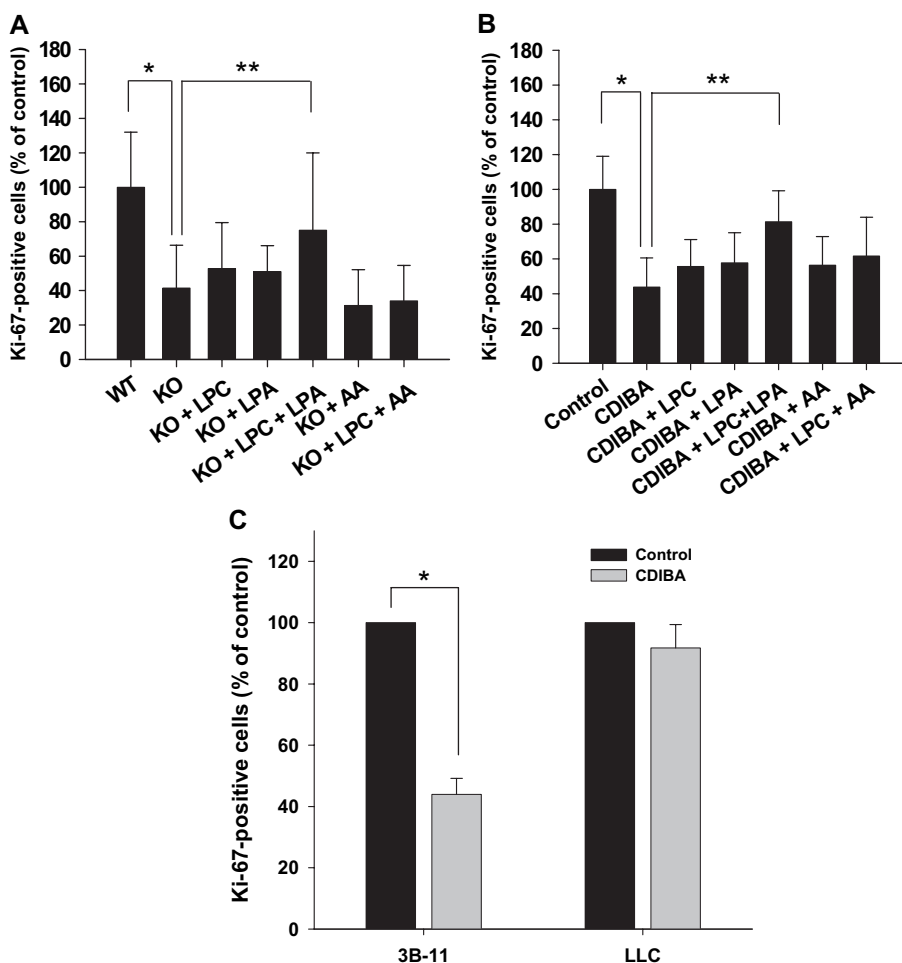 A
Ki-67-positive cells (% of control)
180
160
140
120
100
80
60
40
20
0
*
**
WT
KO
KO + LPC
KO + LPA
KO + LPC + LPA
KO + AA
KO + LPC + AA
B
Ki-67-positive cells (% of control)
180
160
140
120
100
80
60
40
20
0
*
**
Control
CDIBA
CDIBA + LPC
CDIBA + LPA
CDIBA + LPC+LPA
CDIBA + AA
CDIBA + LPC + AA
C
Ki-67-positive cells (% of control)
120
100
80
60
40
20
0
*
Control
CDIBA
3B-11
LLC